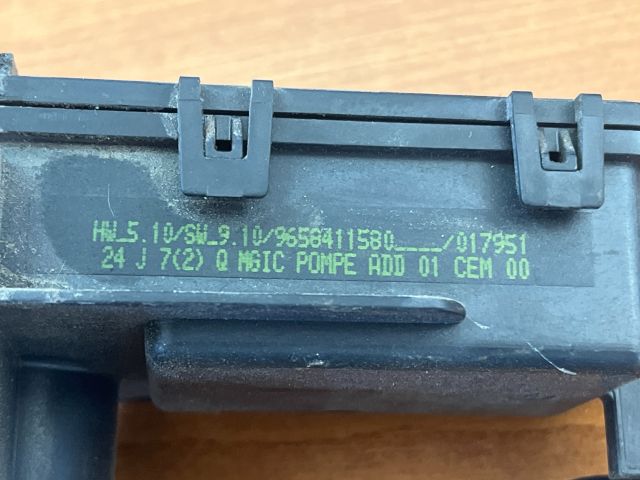 HW_5.10/SW_9.10/9658411580____/017951
24 J 7(2) Q MGIC POMPE ADD 01 CEM 00